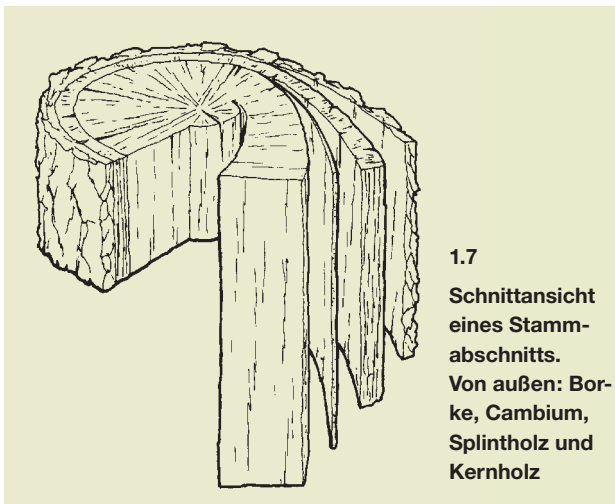 1.7
Schnittansicht
eines Stamm-
abschnitts.
Von außen: Bor-
ke, Cambium,
Splintholz und
Kernholz